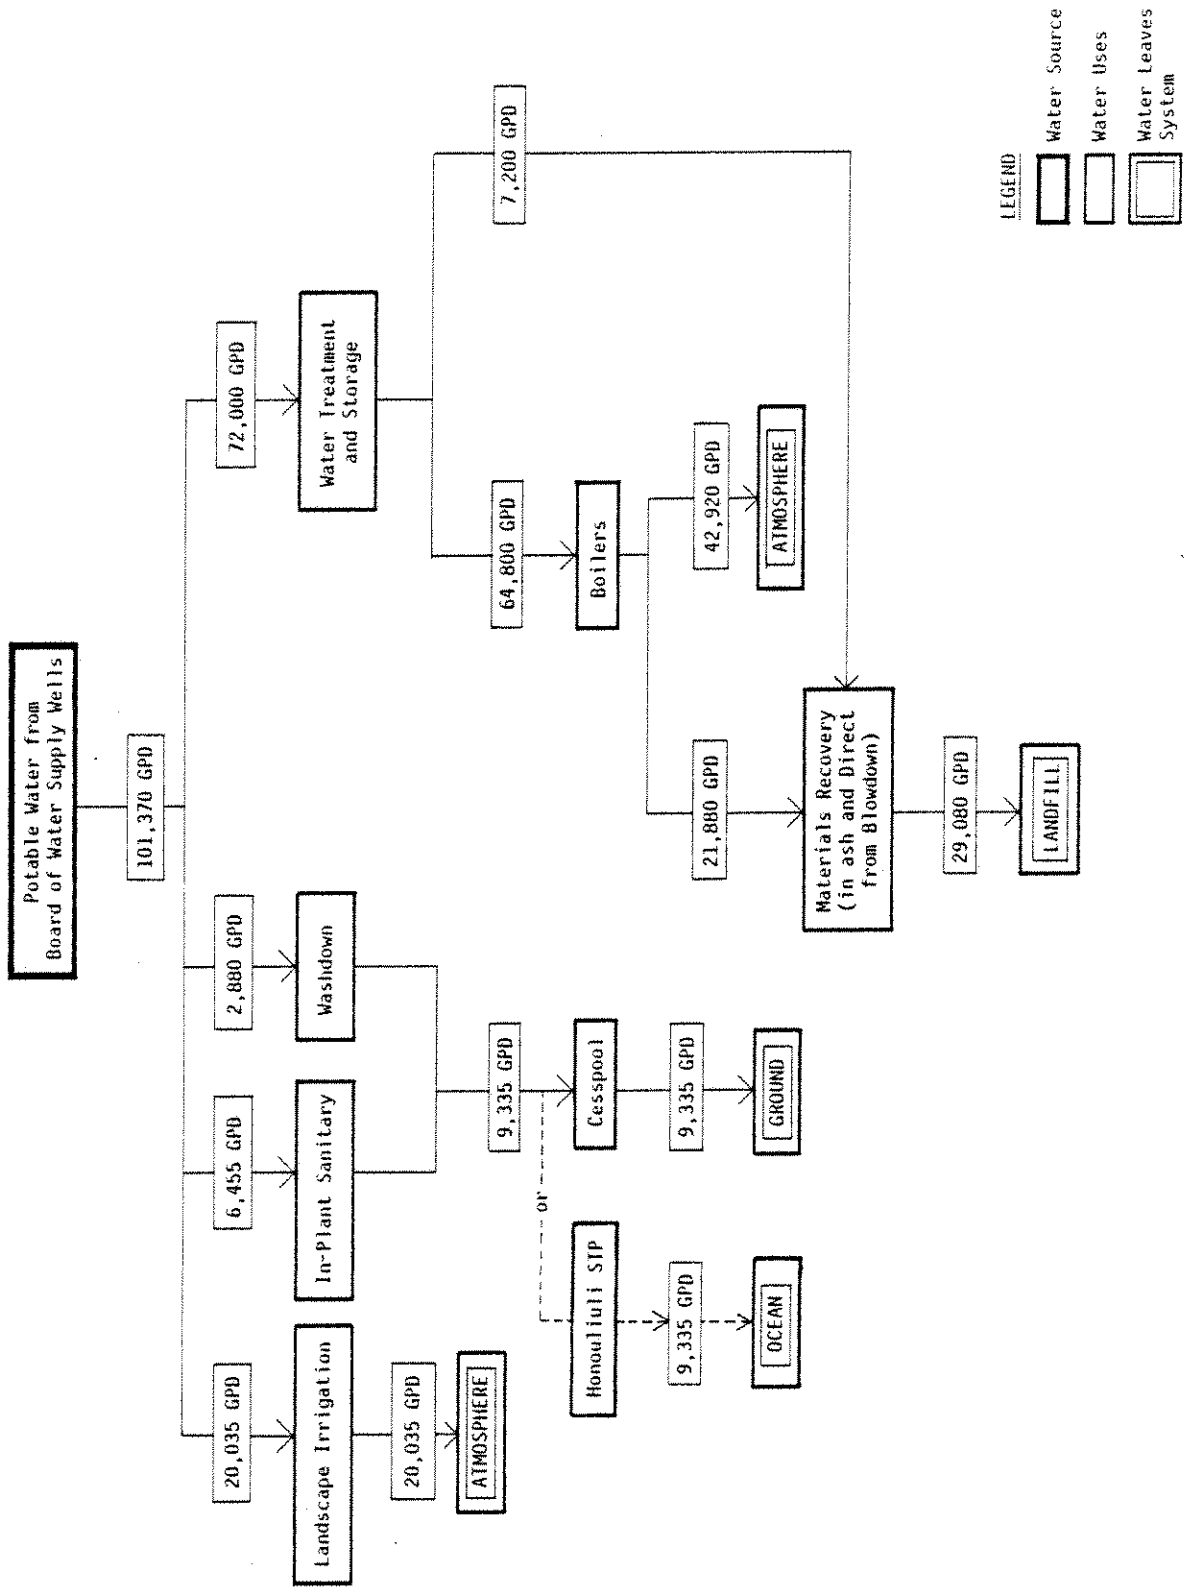 Potable Water from
Board of Water Supply Wells
101,370 GPD
20,035 GPD
6,455 GPD
2,880 GPD
72,000 GPD
Landscape Irrigation
In-Plant Sanitary
Washdown
Water Treatment
and Storage
20,035 GPD
ATMOSPHERE
9,335 GPD
or
64,800 GPD
7,200 GPD
Honouliuli STP
Cesspool
Boilers
9,335 GPD
9,335 GPD
21,880 GPD
42,920 GPD
OCEAN
GROUND
ATMOSPHERE
Materials Recovery
(in ash and Direct
from Blowdown)
29,080 GPD
LANDFILL
LEGEND
Water Source
Water Uses
Water Leaves
System